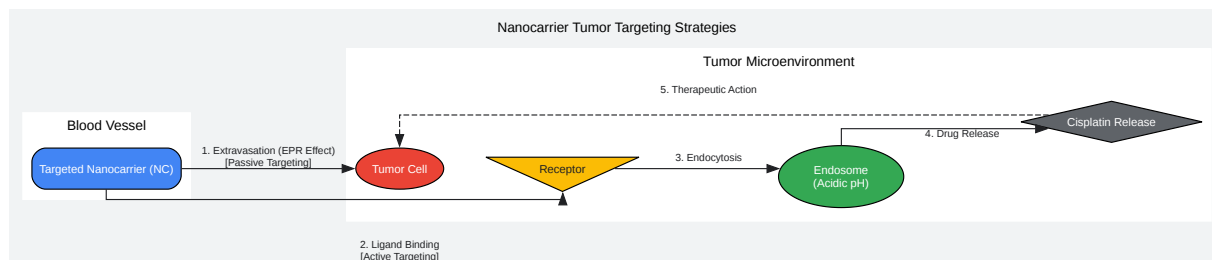 Nanocarrier Tumor Targeting Strategies
Tumor Microenvironment
5. Therapeutic Action
Blood Vessel
Cisplatin Release
4. Drug Release
1. Extravasation (EPR Effect)
[Passive Targeting]
Targeted Nanocarrier (NC)
Tumor Cell
Receptor
3. Endocytosis
Endosome
(Acidic pH)
2. Ligand Binding
[Active Targeting]